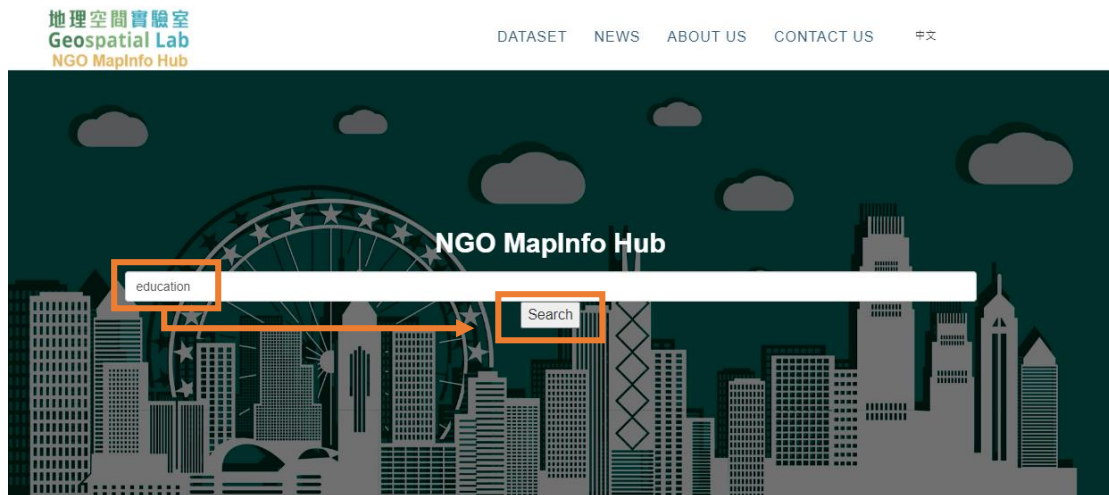 地理空間實驗室
Geospatial Lab
NGO MapInfo Hub
DATASET NEWS ABOUT US CONTACT US 中文
NGO MapInfo Hub
education
Search